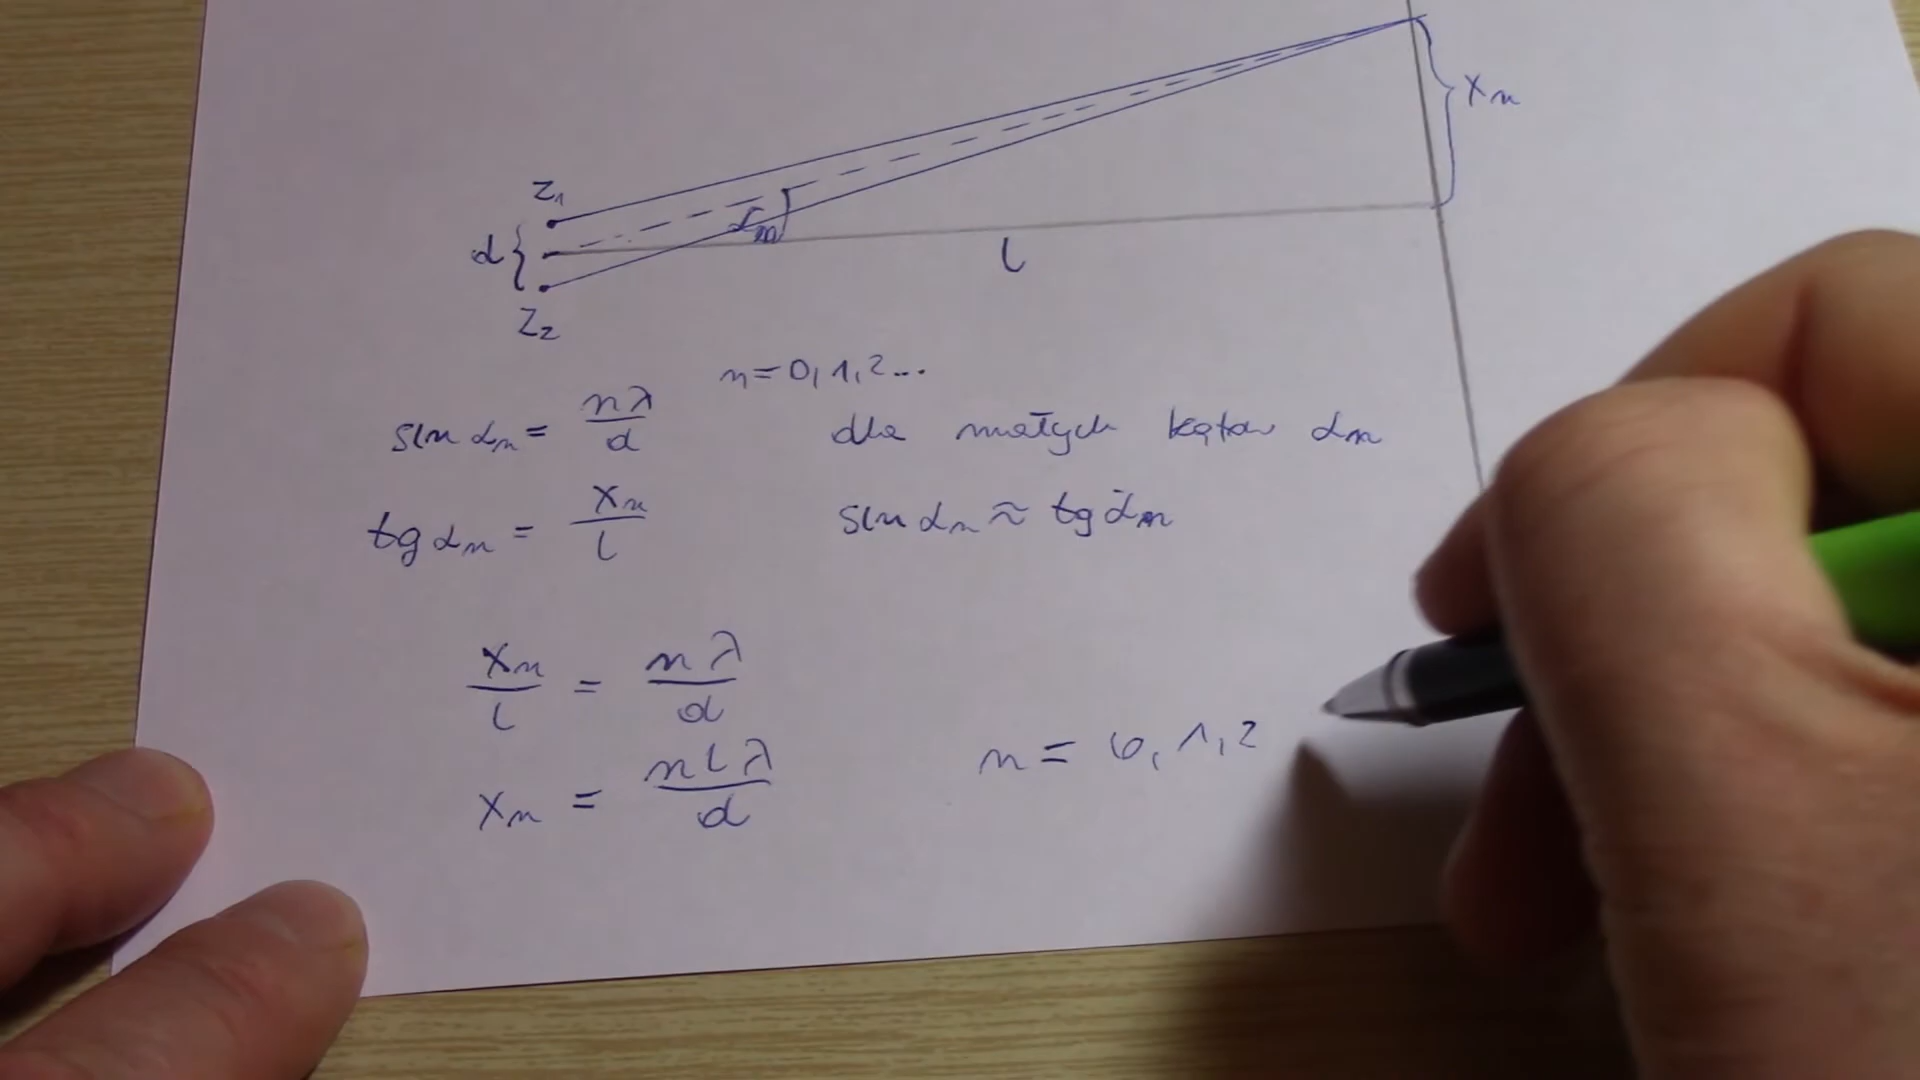 Z₁
xₙ
d
αₙ
l
Z₂
n = 0, 1, 2...
sin αₙ = nλ/d
dla małych kątów αₙ
tg αₙ = xₙ/l
sin αₙ ≈ tg αₙ
xₙ/l = nλ/d
xₙ = nlλ/d
n = 0, 1, 2